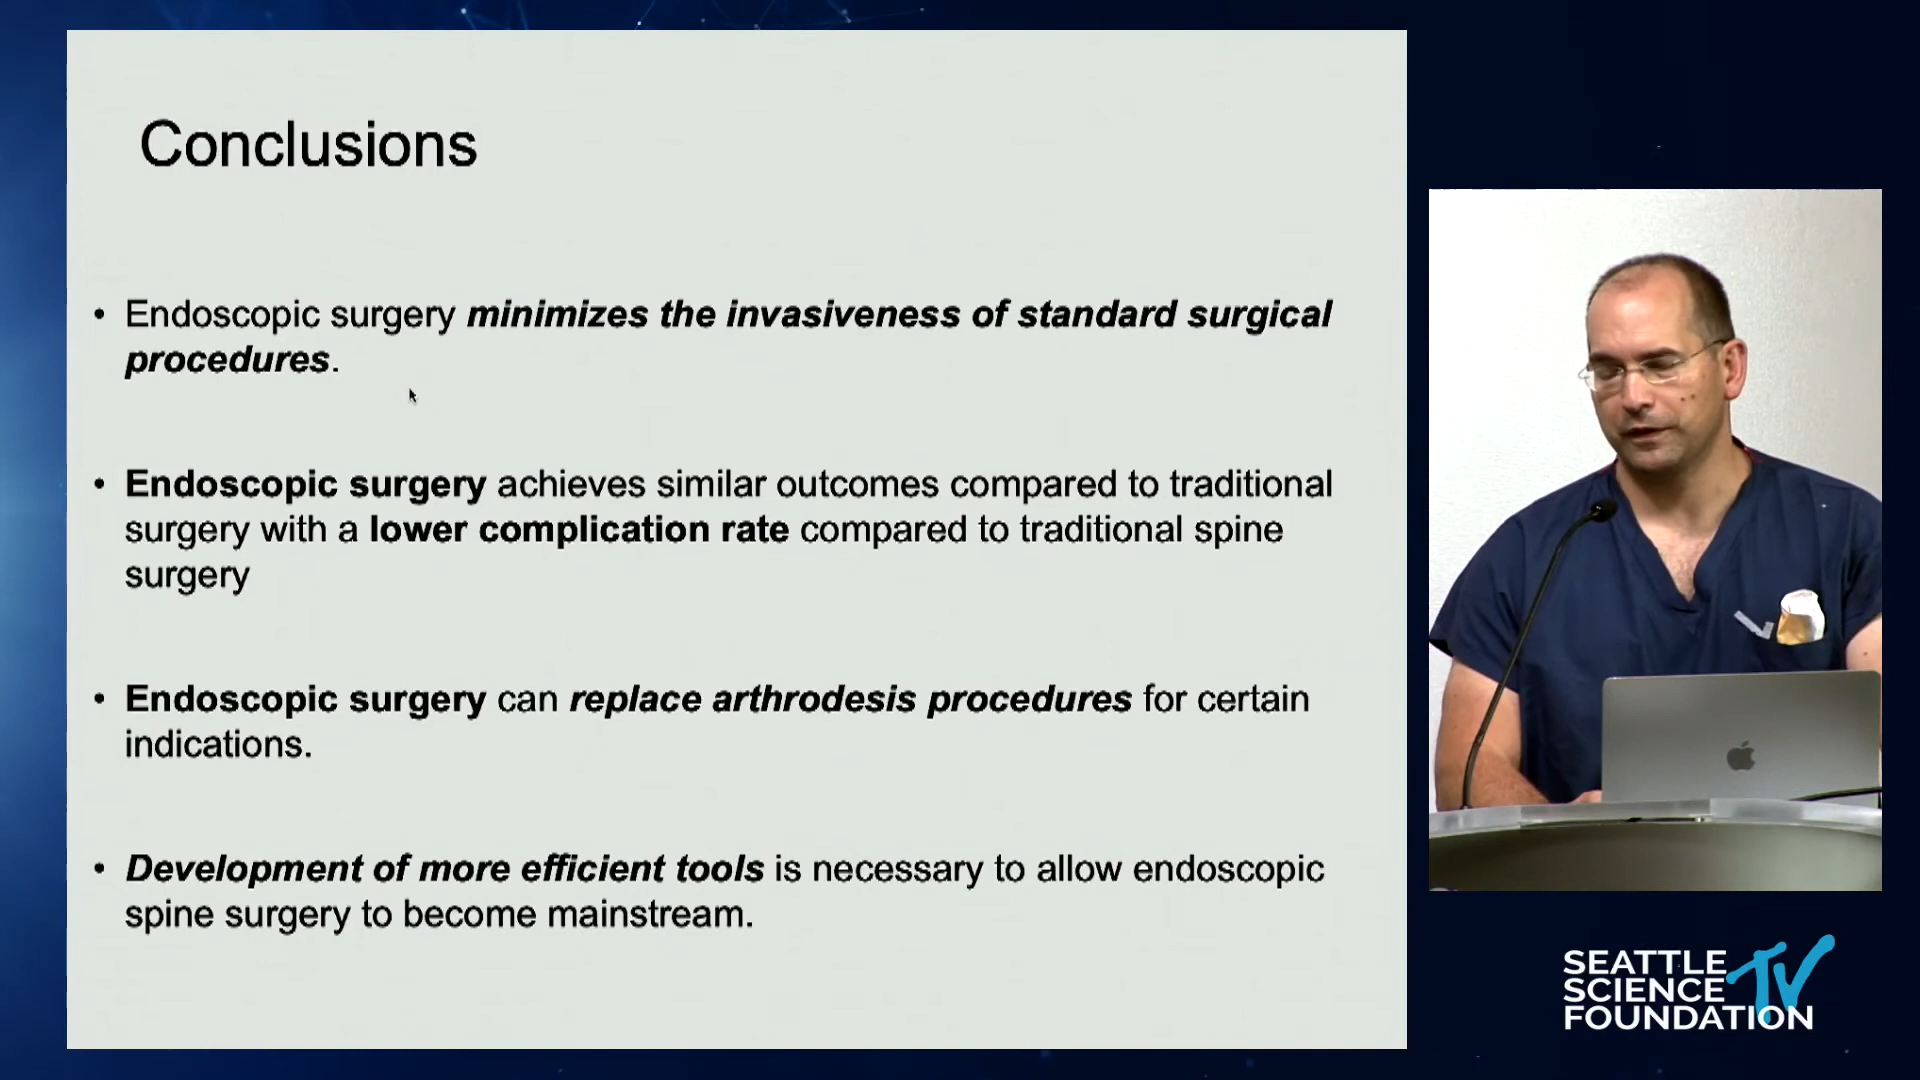 Conclusions
• Endoscopic surgery minimizes the invasiveness of standard surgical
procedures.
• Endoscopic surgery achieves similar outcomes compared to traditional
surgery with a lower complication rate compared to traditional spine
surgery
• Endoscopic surgery can replace arthrodesis procedures for certain
indications.
• Development of more efficient tools is necessary to allow endoscopic
spine surgery to become mainstream.
SEATTLE
SCIENCE TV
FOUNDATION